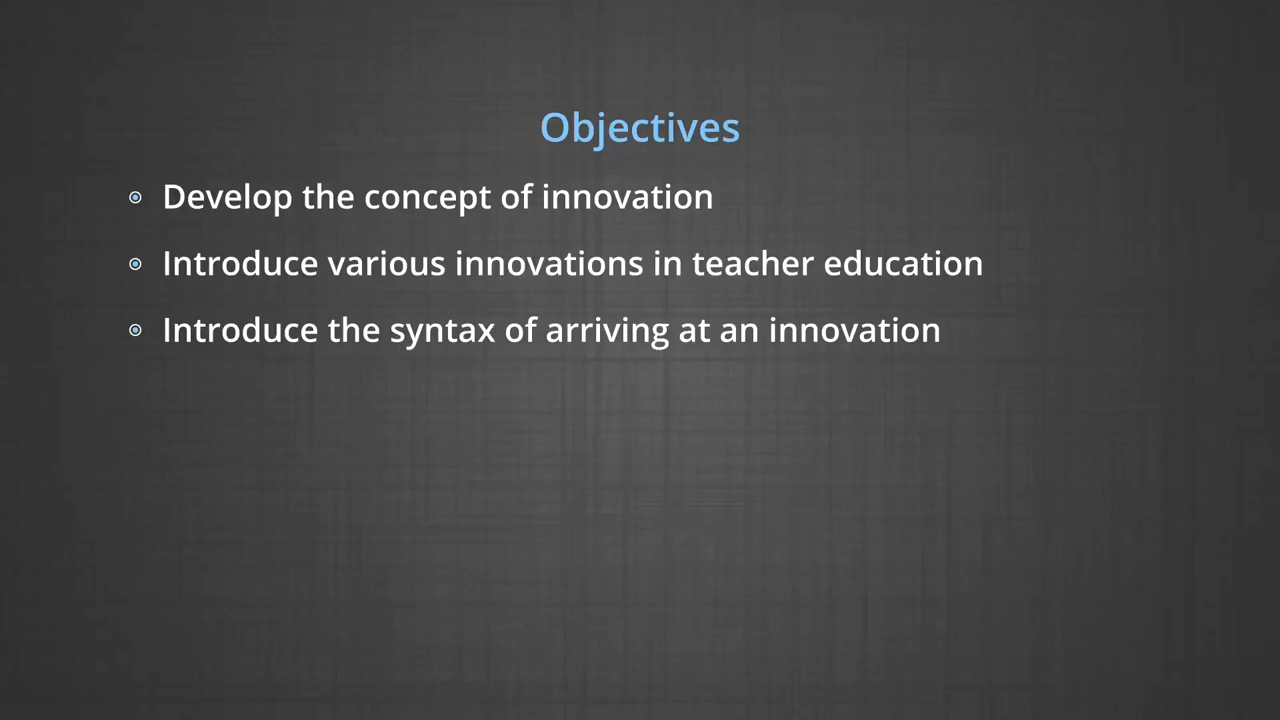 Objectives
Develop the concept of innovation
Introduce various innovations in teacher education
Introduce the syntax of arriving at an innovation